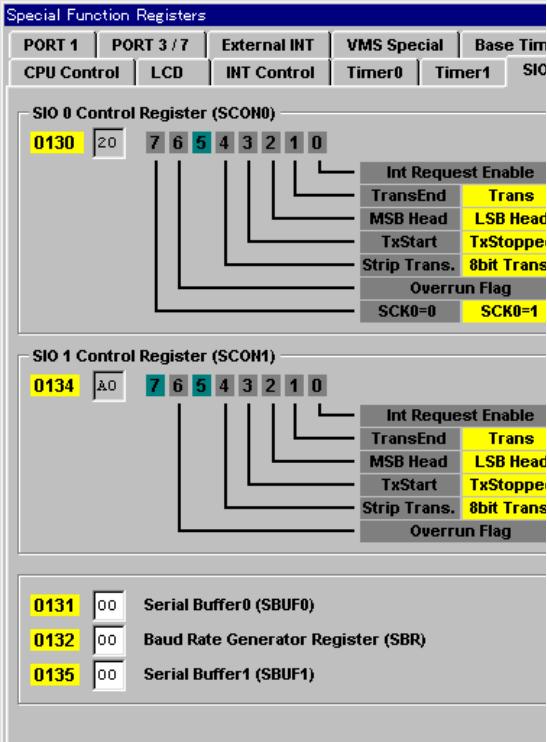 Special Function Registers
PORT 1 PORT 3 / 7 External INT VMS Special Base Tim
CPU Control LCD INT Control Timer0 Timer1 SIO
SIO 0 Control Register (SCON0)
0130 20 7 6 5 4 3 2 1 0
Int Request Enable
TransEnd Trans
MSB Head LSB Head
TxStart TxStopped
Strip Trans. 8bit Trans
Overrun Flag
SCK0=0 SCK0=1
SIO 1 Control Register (SCON1)
0134 A0 7 6 5 4 3 2 1 0
Int Request Enable
TransEnd Trans
MSB Head LSB Head
TxStart TxStopped
Strip Trans. 8bit Trans
Overrun Flag
0131 00 Serial Buffer0 (SBUF0)
0132 00 Baud Rate Generator Register (SBR)
0135 00 Serial Buffer1 (SBUF1)